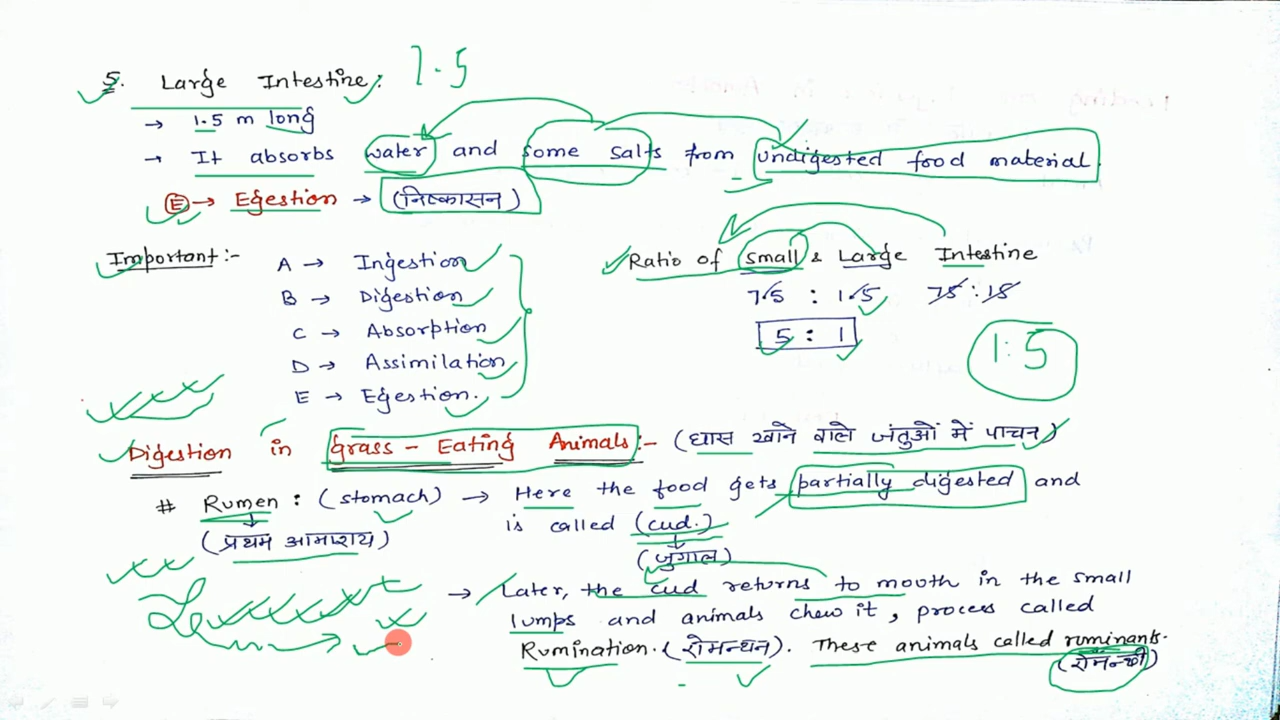 5. Large Intestine: 1.5
→ 1.5 m long
→ It absorbs water and some salts from undigested food material.
E → Egestion → (निष्कासन)
Important :-
A → Ingestion
B → Digestion
C → Absorption
D → Assimilation
E → Egestion.
Ratio of small & Large Intestine
7.5 : 1.5 75 : 15
5 : 1
1:5
Digestion in grass - Eating Animals :- (घास खाने वाले जंतुओं में पाचन)
# Rumen : (stomach) → Here the food gets partially digested and
is called (cud.)
(प्रथम आमाशय)
(जुगाल)
→ Later, the cud returns to mouth in the small
lumps and animals chew it, process called
Rumination. (रोमन्थन). These animals called ruminants.
(रोमन्थी)